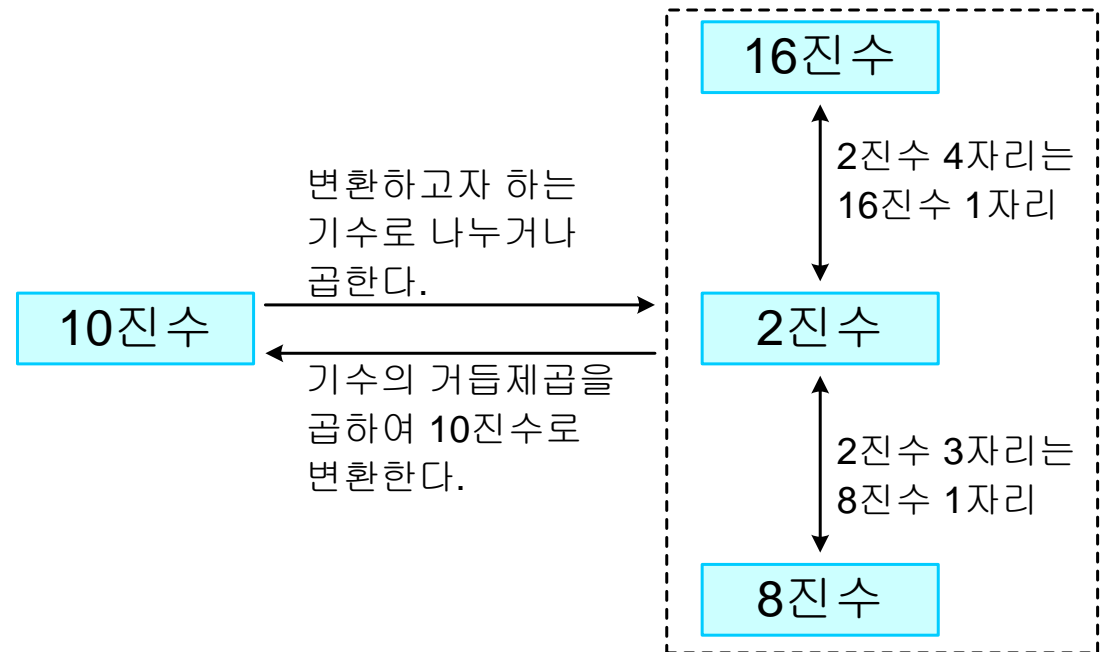 16진수
2진수 4자리는
16진수 1자리
변환하고자 하는
기수로 나누거나
곱한다.
10진수
2진수
기수의 거듭제곱을
곱하여 10진수로
변환한다.
2진수 3자리는
8진수 1자리
8진수